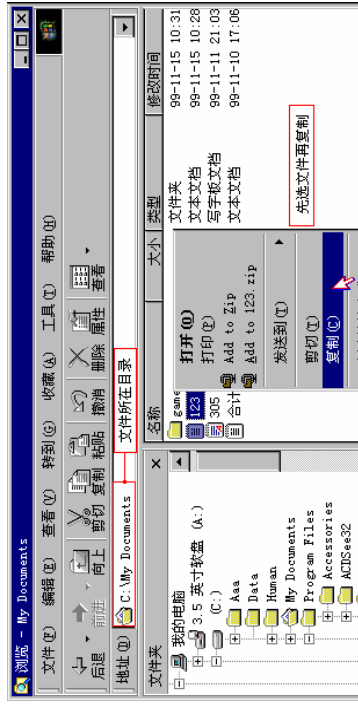 浏览 - My Documents
文件(F) 编辑(E) 查看(V) 转到(G) 收藏(A) 工具(T) 帮助(H)
后退 前进 向上 剪切 复制 粘贴 撤消 删除 属性 查看
地址(D) C:\My Documents
文件所在目录
文件夹
我的电脑
3.5 英寸软盘 (A:)
(C:)
Aaa
Data
Human
My Documents
Program Files
Accessories
ACDSee32
名称 大小 类型 修改时间
game 文件夹 99-11-15 10:31
123 文本文档 99-11-15 10:28
305 写字板文档 99-11-11 21:03
合计 文本文档 99-11-10 17:06
打开(O)
打印(P)
Add to Zip
Add to 123.zip
发送到(T)
剪切(T)
复制(C)
先选文件再复制